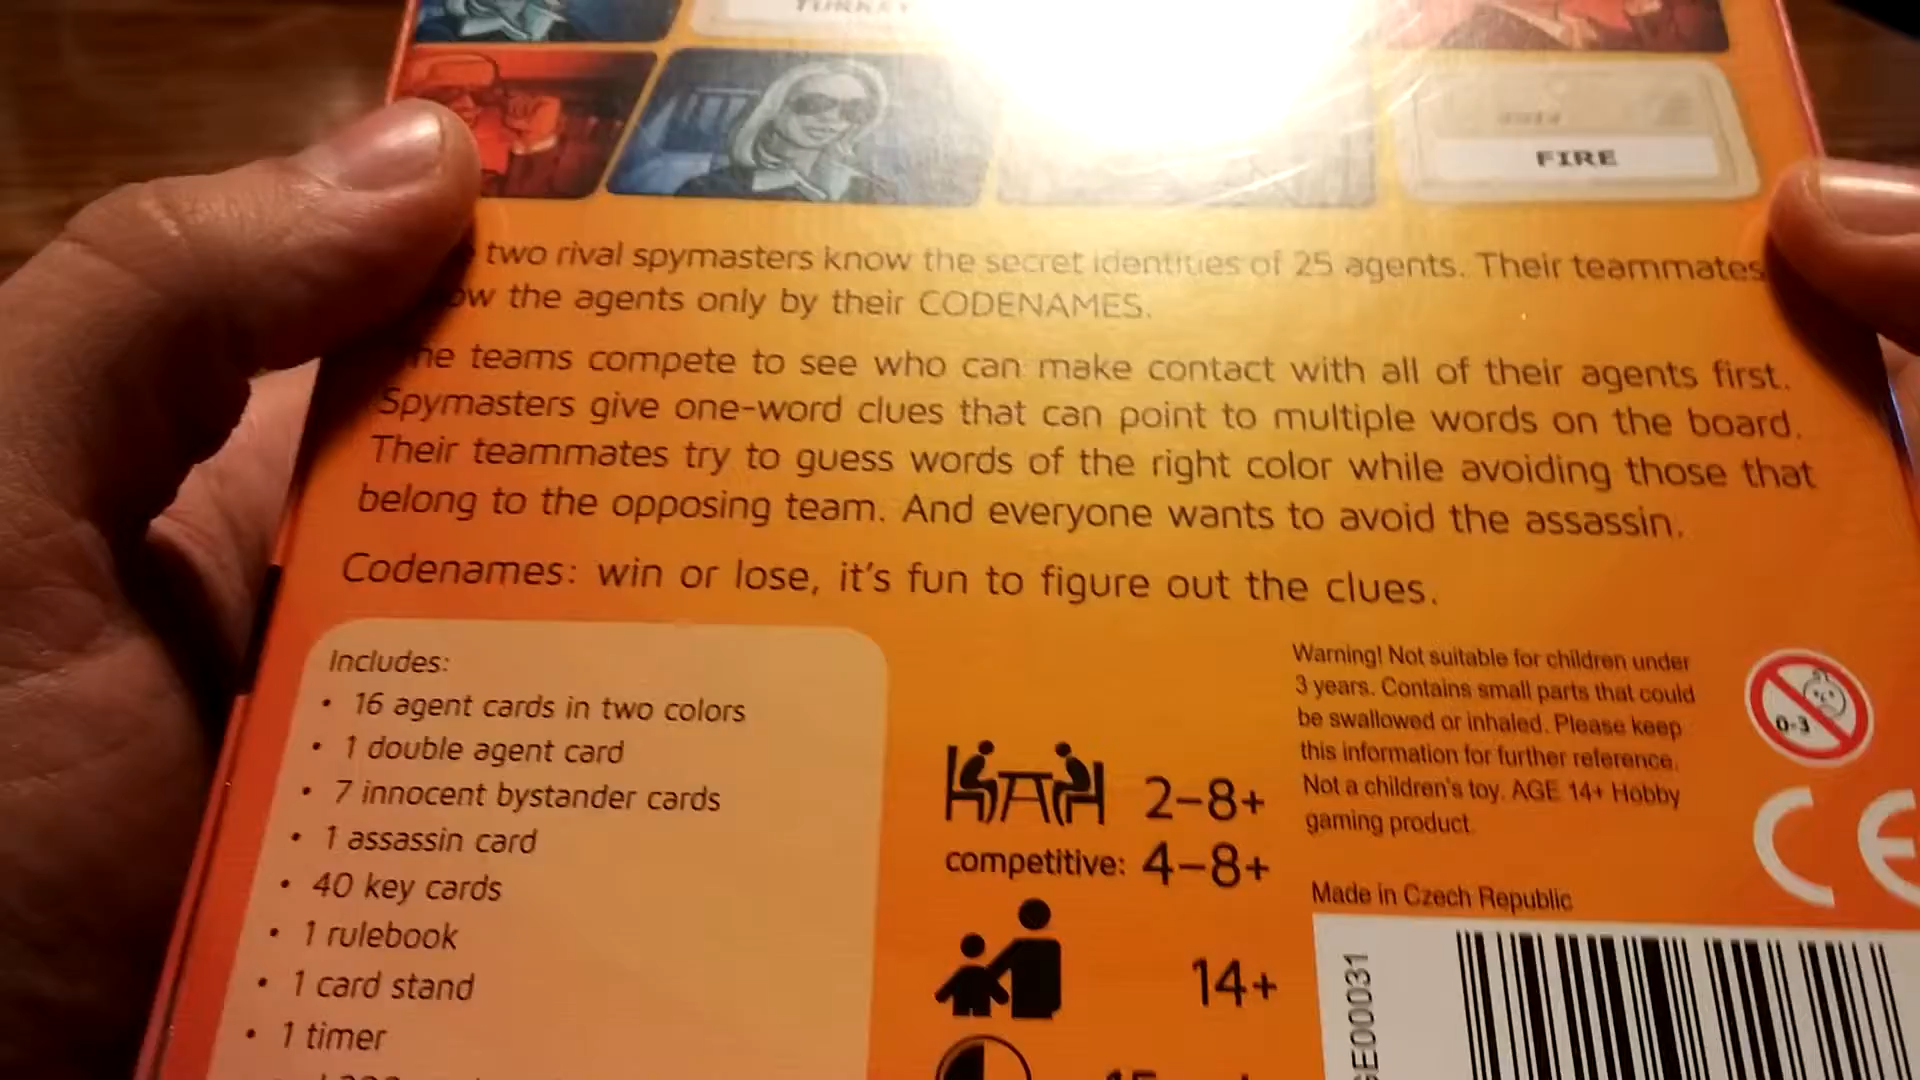 TURKEY
FIRE
two rival spymasters know the secret identities of 25 agents. Their teammates
the agents only by their CODENAMES.
teams compete to see who can make contact with all of their agents first.
Spymasters give one-word clues that can point to multiple words on the board.
Their teammates try to guess words of the right color while avoiding those that
belong to the opposing team. And everyone wants to avoid the assassin.
Codenames: win or lose, it's fun to figure out the clues.
Includes:
• 16 agent cards in two colors
• 1 double agent card
• 7 innocent bystander cards
• 1 assassin card
• 40 key cards
• 1 rulebook
• 1 card stand
• 1 timer
2–8+
competitive: 4–8+
14+
Warning! Not suitable for children under
3 years. Contains small parts that could
be swallowed or inhaled. Please keep
this information for further reference.
Not a children's toy. AGE 14+ Hobby
gaming product.
0-3
CE
Made in Czech Republic